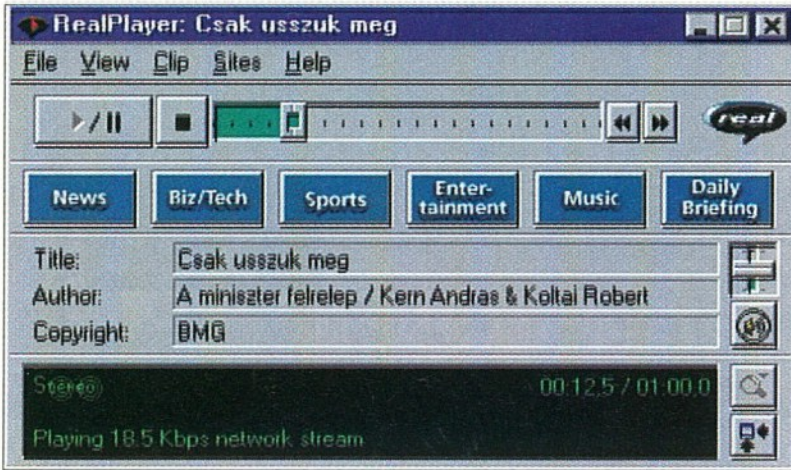 RealPlayer: Csak usszuk meg
File View Clip Sites Help
real
News Biz/Tech Sports Enter-tainment Music Daily Briefing
Title: Csak usszuk meg
Author: A miniszter felrelep / Kern Andras & Koltai Robert
Copyright: BMG
Stereo 00:12,5 / 01:00,0
Playing 18.5 Kbps network stream